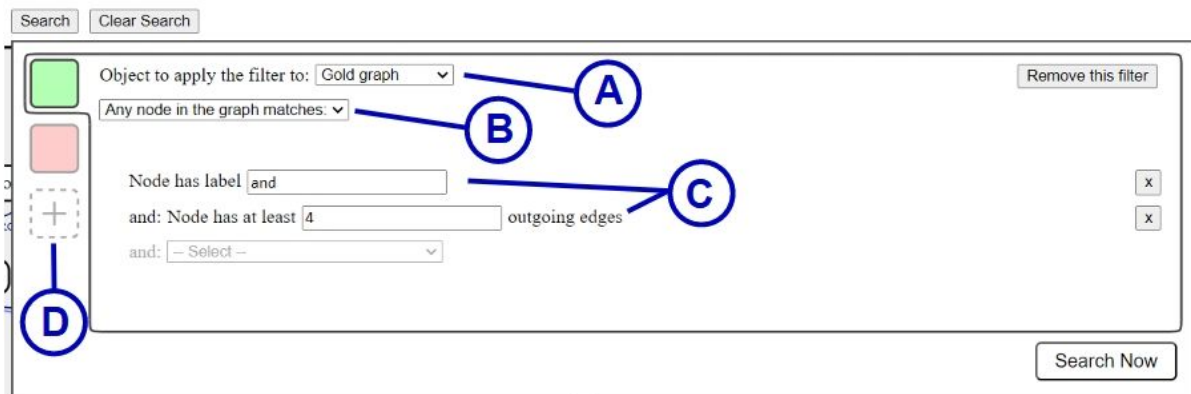 Search Clear Search
Object to apply the filter to: Gold graph Remove this filter
A
Any node in the graph matches:
B
Node has label and x
C
and: Node has at least 4 outgoing edges x
and: -- Select --
D
Search Now